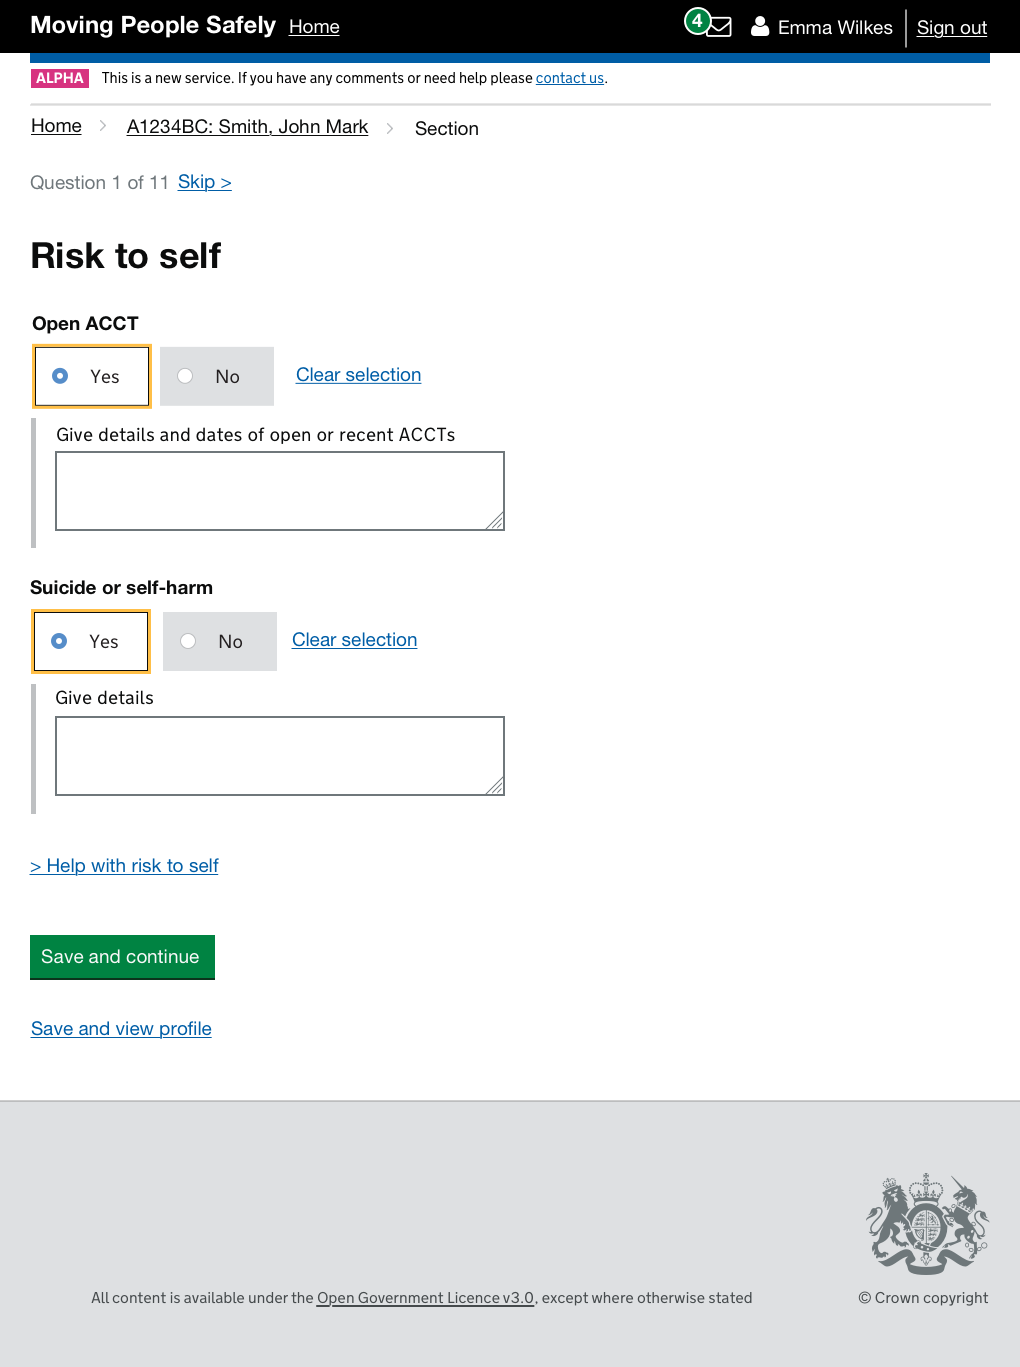 Moving People Safely Home 4 Emma Wilkes Sign out
ALPHA This is a new service. If you have any comments or need help please contact us.
Home A1234BC: Smith, John Mark Section
Question 1 of 11 Skip >
Risk to self
Open ACCT
Yes No Clear selection
Give details and dates of open or recent ACCTs
Suicide or self-harm
Yes No Clear selection
Give details
> Help with risk to self
Save and continue
Save and view profile
All content is available under the Open Government Licence v3.0, except where otherwise stated © Crown copyright